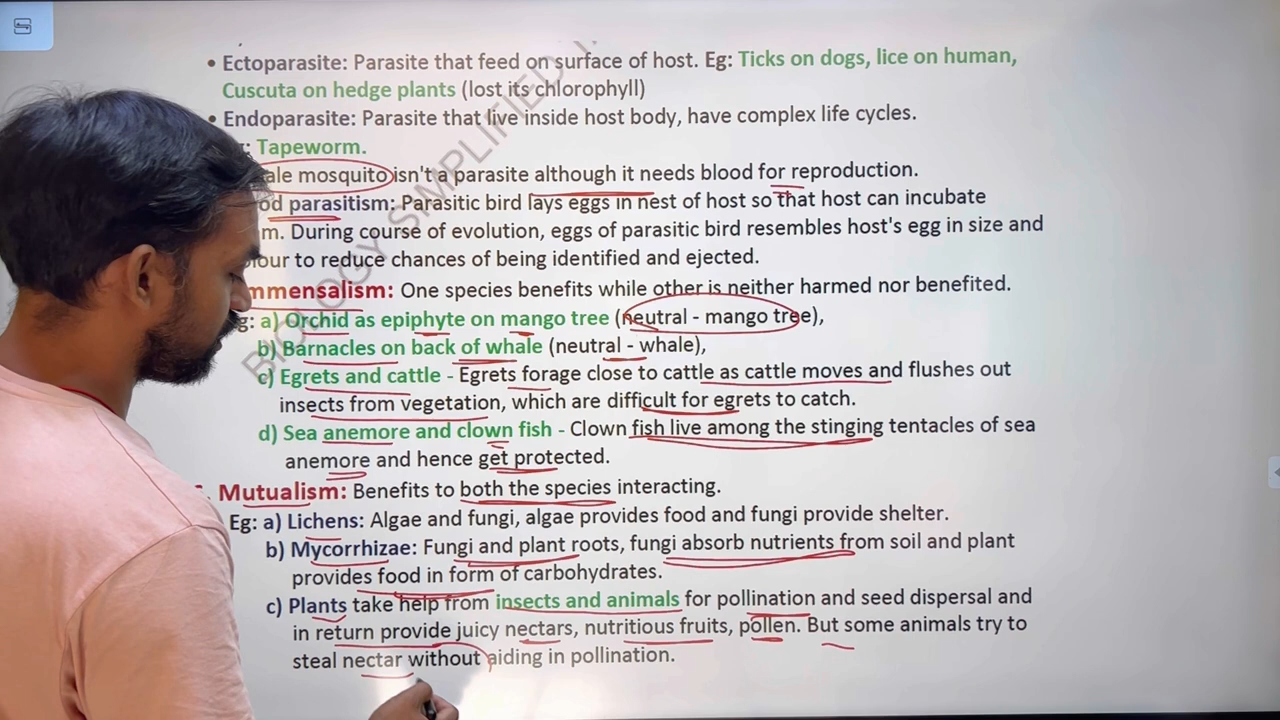 • Ectoparasite: Parasite that feed on surface of host. Eg: Ticks on dogs, lice on human,
Cuscuta on hedge plants (lost its chlorophyll)
• Endoparasite: Parasite that live inside host body, have complex life cycles.
: Tapeworm.
ale mosquito isn't a parasite although it needs blood for reproduction.
od parasitism: Parasitic bird lays eggs in nest of host so that host can incubate
m. During course of evolution, eggs of parasitic bird resembles host's egg in size and
lour to reduce chances of being identified and ejected.
mmensalism: One species benefits while other is neither harmed nor benefited.
g: a) Orchid as epiphyte on mango tree (neutral - mango tree),
b) Barnacles on back of whale (neutral - whale),
c) Egrets and cattle - Egrets forage close to cattle as cattle moves and flushes out
insects from vegetation, which are difficult for egrets to catch.
d) Sea anemore and clown fish - Clown fish live among the stinging tentacles of sea
anemore and hence get protected.
Mutualism: Benefits to both the species interacting.
Eg: a) Lichens: Algae and fungi, algae provides food and fungi provide shelter.
b) Mycorrhizae: Fungi and plant roots, fungi absorb nutrients from soil and plant
provides food in form of carbohydrates.
c) Plants take help from insects and animals for pollination and seed dispersal and
in return provide juicy nectars, nutritious fruits, pollen. But some animals try to
steal nectar without aiding in pollination.
BIOLOGY SIMPLIFIED